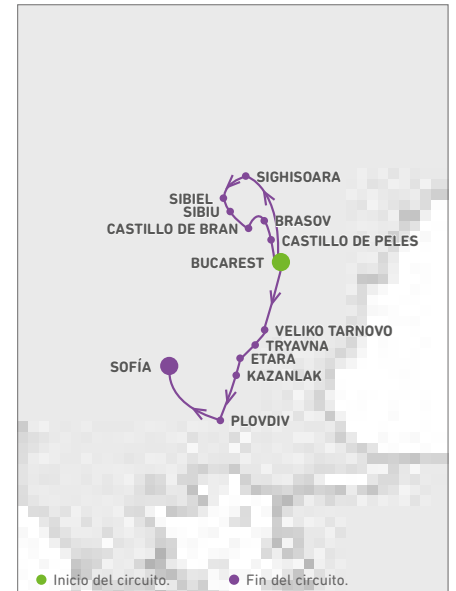 SIGHISOARA
SIBIEL
SIBIU
BRASOV
CASTILLO DE BRAN
CASTILLO DE PELES
BUCAREST
VELIKO TARNOVO
TRYAVNA
ETARA
SOFÍA
KAZANLAK
PLOVDIV
Inicio del circuito.
Fin del circuito.